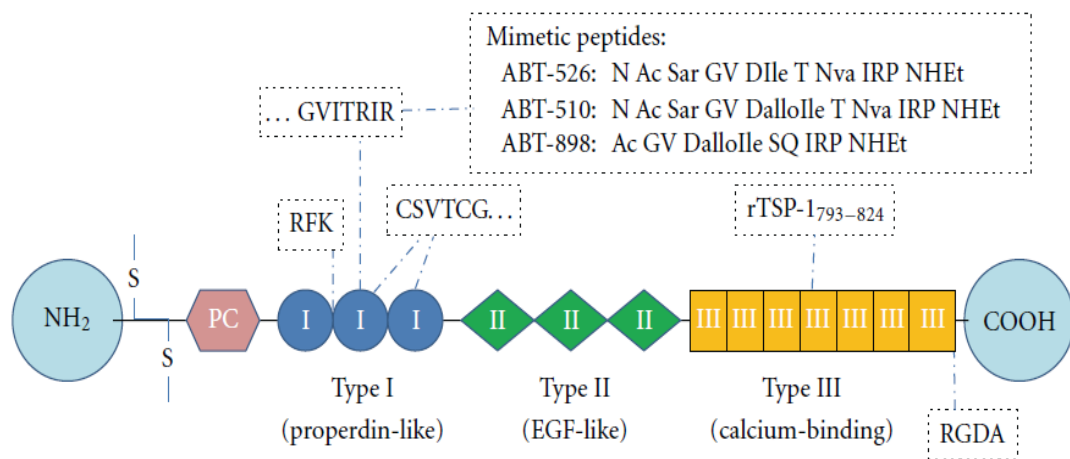 Mimetic peptides:
ABT-526: N Ac Sar GV DIle T Nva IRP NHEt
ABT-510: N Ac Sar GV DalloIle T Nva IRP NHEt
ABT-898: Ac GV DalloIle SQ IRP NHEt
... GVITRIR
RFK
CSVTCG...
rTSP-1₇₉₃₋₈₂₄
NH₂
S
S
PC
I I I
II II II
III III III III III III III
COOH
Type I
(properdin-like)
Type II
(EGF-like)
Type III
(calcium-binding)
RGDA